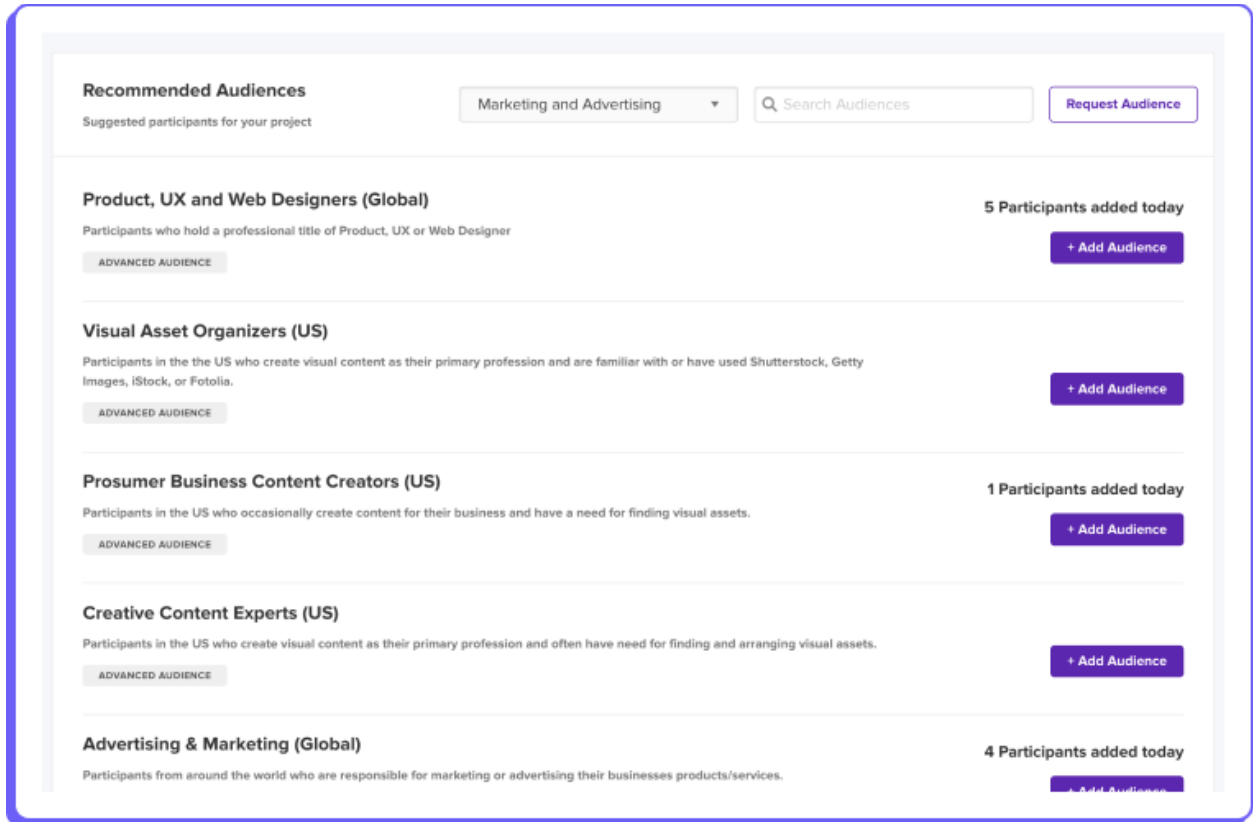 Recommended Audiences
Suggested participants for your project
Marketing and Advertising
Search Audiences
Request Audience
Product, UX and Web Designers (Global)
Participants who hold a professional title of Product, UX or Web Designer
ADVANCED AUDIENCE
5 Participants added today
+ Add Audience
Visual Asset Organizers (US)
Participants in the the US who create visual content as their primary profession and are familiar with or have used Shutterstock, Getty
Images, iStock, or Fotolia.
ADVANCED AUDIENCE
+ Add Audience
Prosumer Business Content Creators (US)
Participants in the US who occasionally create content for their business and have a need for finding visual assets.
ADVANCED AUDIENCE
1 Participants added today
+ Add Audience
Creative Content Experts (US)
Participants in the US who create visual content as their primary profession and often have need for finding and arranging visual assets.
ADVANCED AUDIENCE
+ Add Audience
Advertising & Marketing (Global)
Participants from around the world who are responsible for marketing or advertising their businesses products/services.
4 Participants added today
+ Add Audience